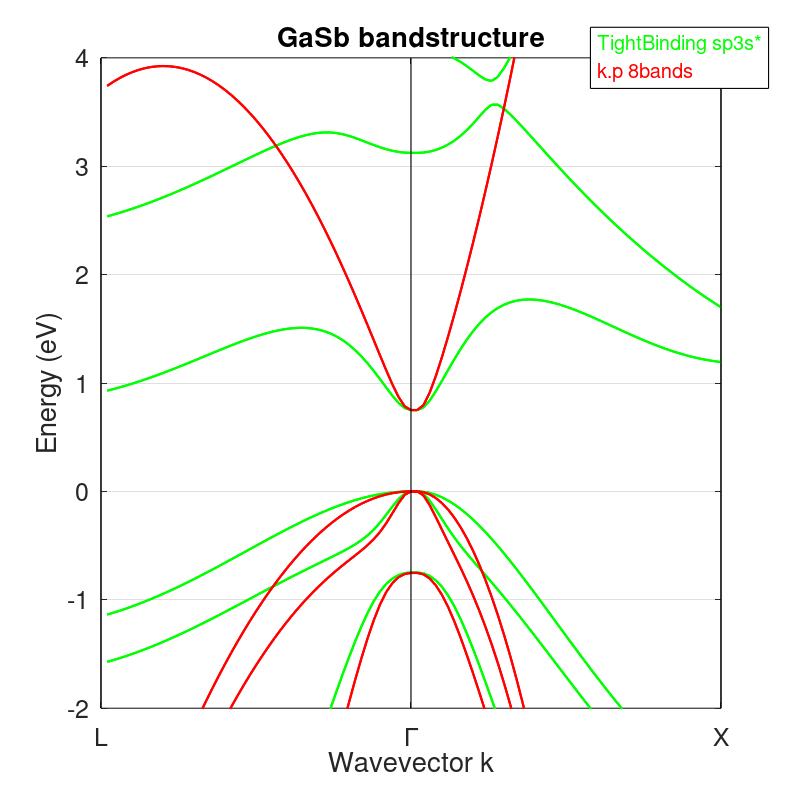 GaSb bandstructure
TightBinding sp3s*
k.p 8bands
4
3
2
1
0
-1
-2
Energy (eV)
L
Γ
X
Wavevector k